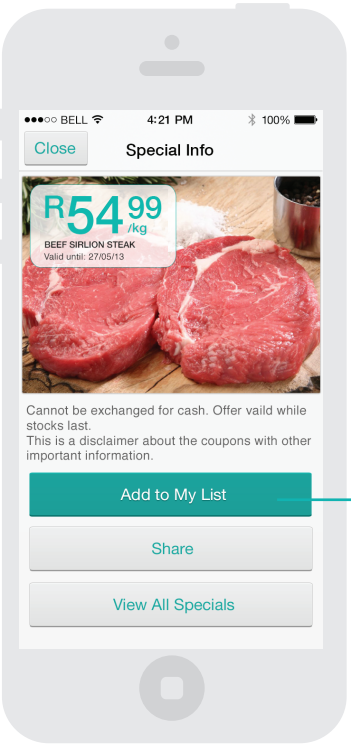 BELL 4:21 PM 100%
Close Special Info
R54 99 /kg
BEEF SIRLION STEAK
Valid until: 27/05/13
Cannot be exchanged for cash. Offer vaild while
stocks last.
This is a disclaimer about the coupons with other
important information.
Add to My List
Share
View All Specials